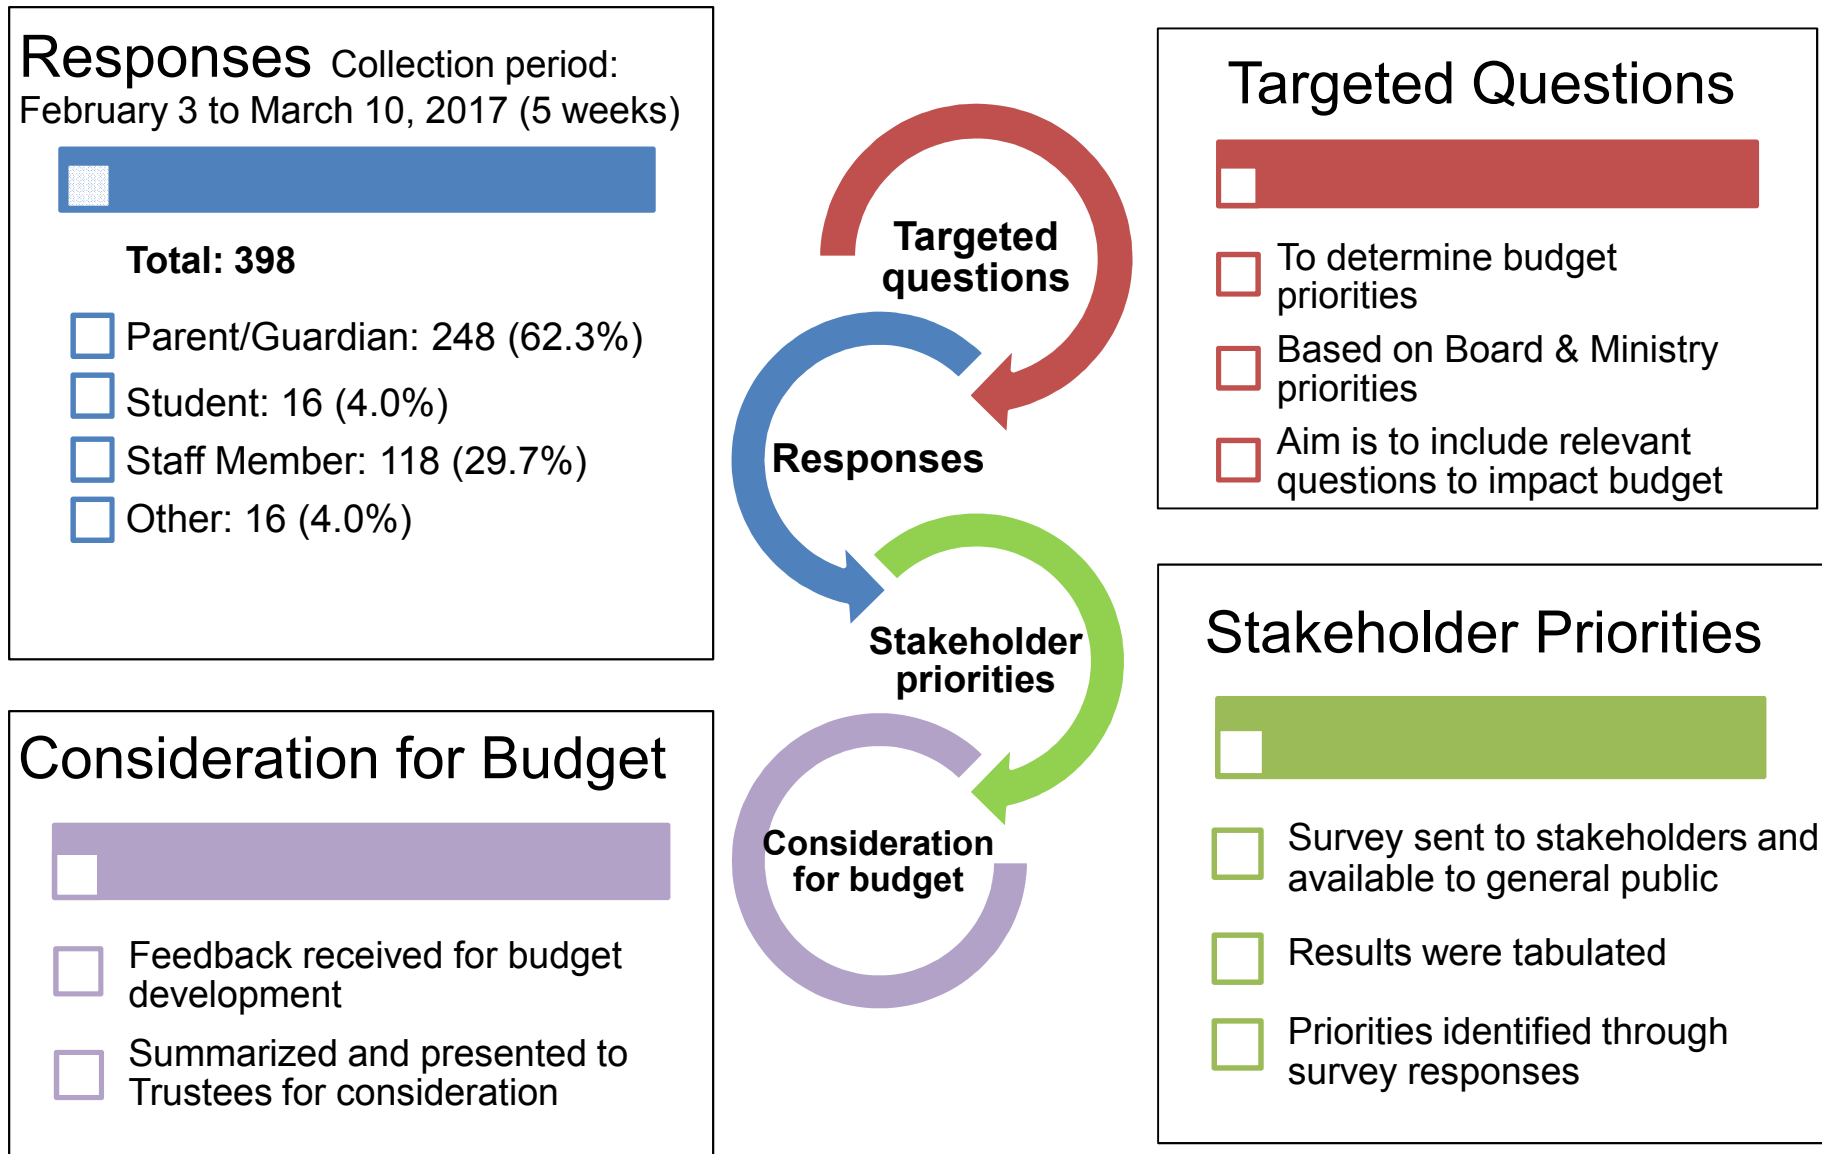 Responses Collection period:
February 3 to March 10, 2017 (5 weeks)
Total: 398
Parent/Guardian: 248 (62.3%)
Student: 16 (4.0%)
Staff Member: 118 (29.7%)
Other: 16 (4.0%)
Targeted
questions
Responses
Stakeholder
priorities
Consideration
for budget
Targeted Questions
To determine budget
priorities
Based on Board & Ministry
priorities
Aim is to include relevant
questions to impact budget
Consideration for Budget
Feedback received for budget
development
Summarized and presented to
Trustees for consideration
Stakeholder Priorities
Survey sent to stakeholders and
available to general public
Results were tabulated
Priorities identified through
survey responses